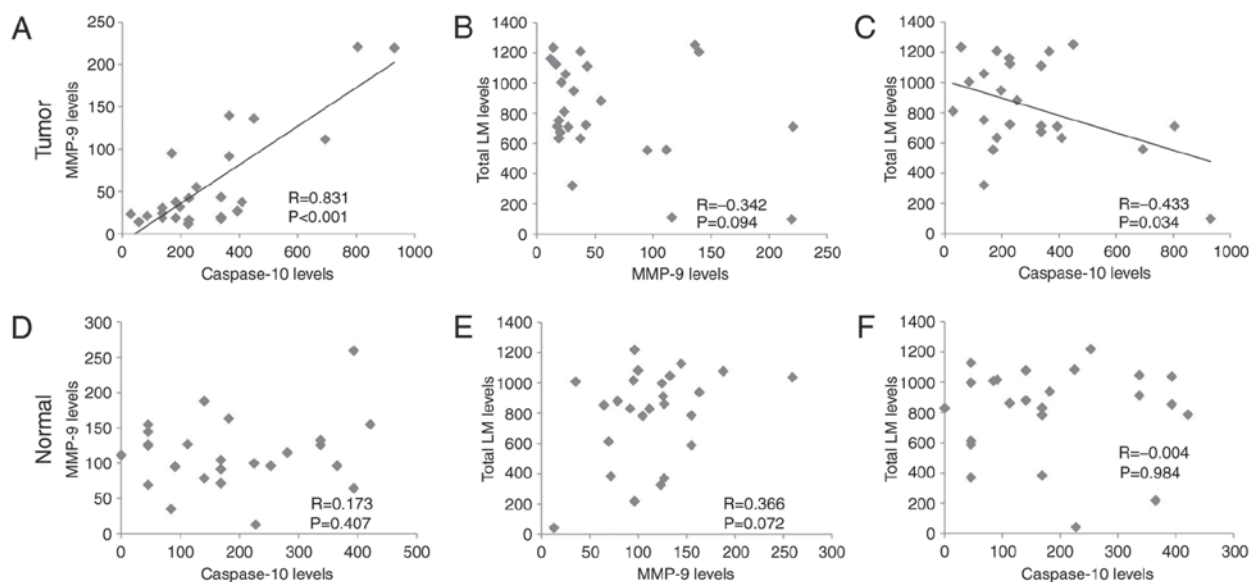 A
Tumor
MMP-9 levels
250
200
150
100
50
0
0 200 400 600 800 1000
Caspase-10 levels
R=0.831
P<0.001
B
Total LM levels
1400
1200
1000
800
600
400
200
0
0 50 100 150 200 250
MMP-9 levels
R=–0.342
P=0.094
C
Total LM levels
1400
1200
1000
800
600
400
200
0
0 200 400 600 800 1000
Caspase-10 levels
R=–0.433
P=0.034
D
Normal
MMP-9 levels
300
250
200
150
100
50
0
0 100 200 300 400 500
Caspase-10 levels
R=0.173
P=0.407
E
Total LM levels
1400
1200
1000
800
600
400
200
0
0 50 100 150 200 250 300
MMP-9 levels
R=0.366
P=0.072
F
Total LM levels
1400
1200
1000
800
600
400
200
0
0 100 200 300 400
Caspase-10 levels
R=–0.004
P=0.984